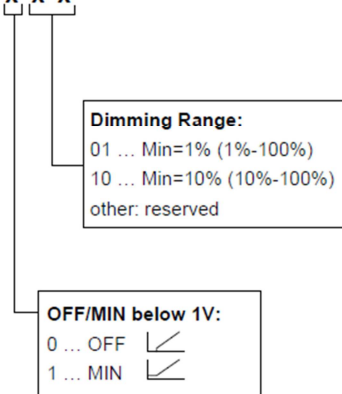 Dimming Range:
01 ... Min=1% (1%-100%)
10 ... Min=10% (10%-100%)
other: reserved
OFF/MIN below 1V:
0 ... OFF
1 ... MIN